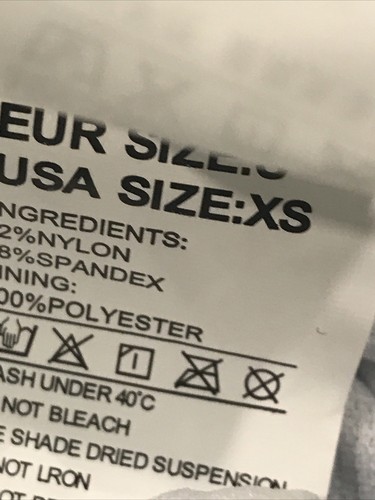 EUR SIZE:S
USA SIZE:XS
NGREDIENTS:
2%NYLON
8%SPANDEX
NING:
00%POLYESTER
ASH UNDER 40°C
NOT BLEACH
E SHADE DRIED SUSPENSION
NOT LRON